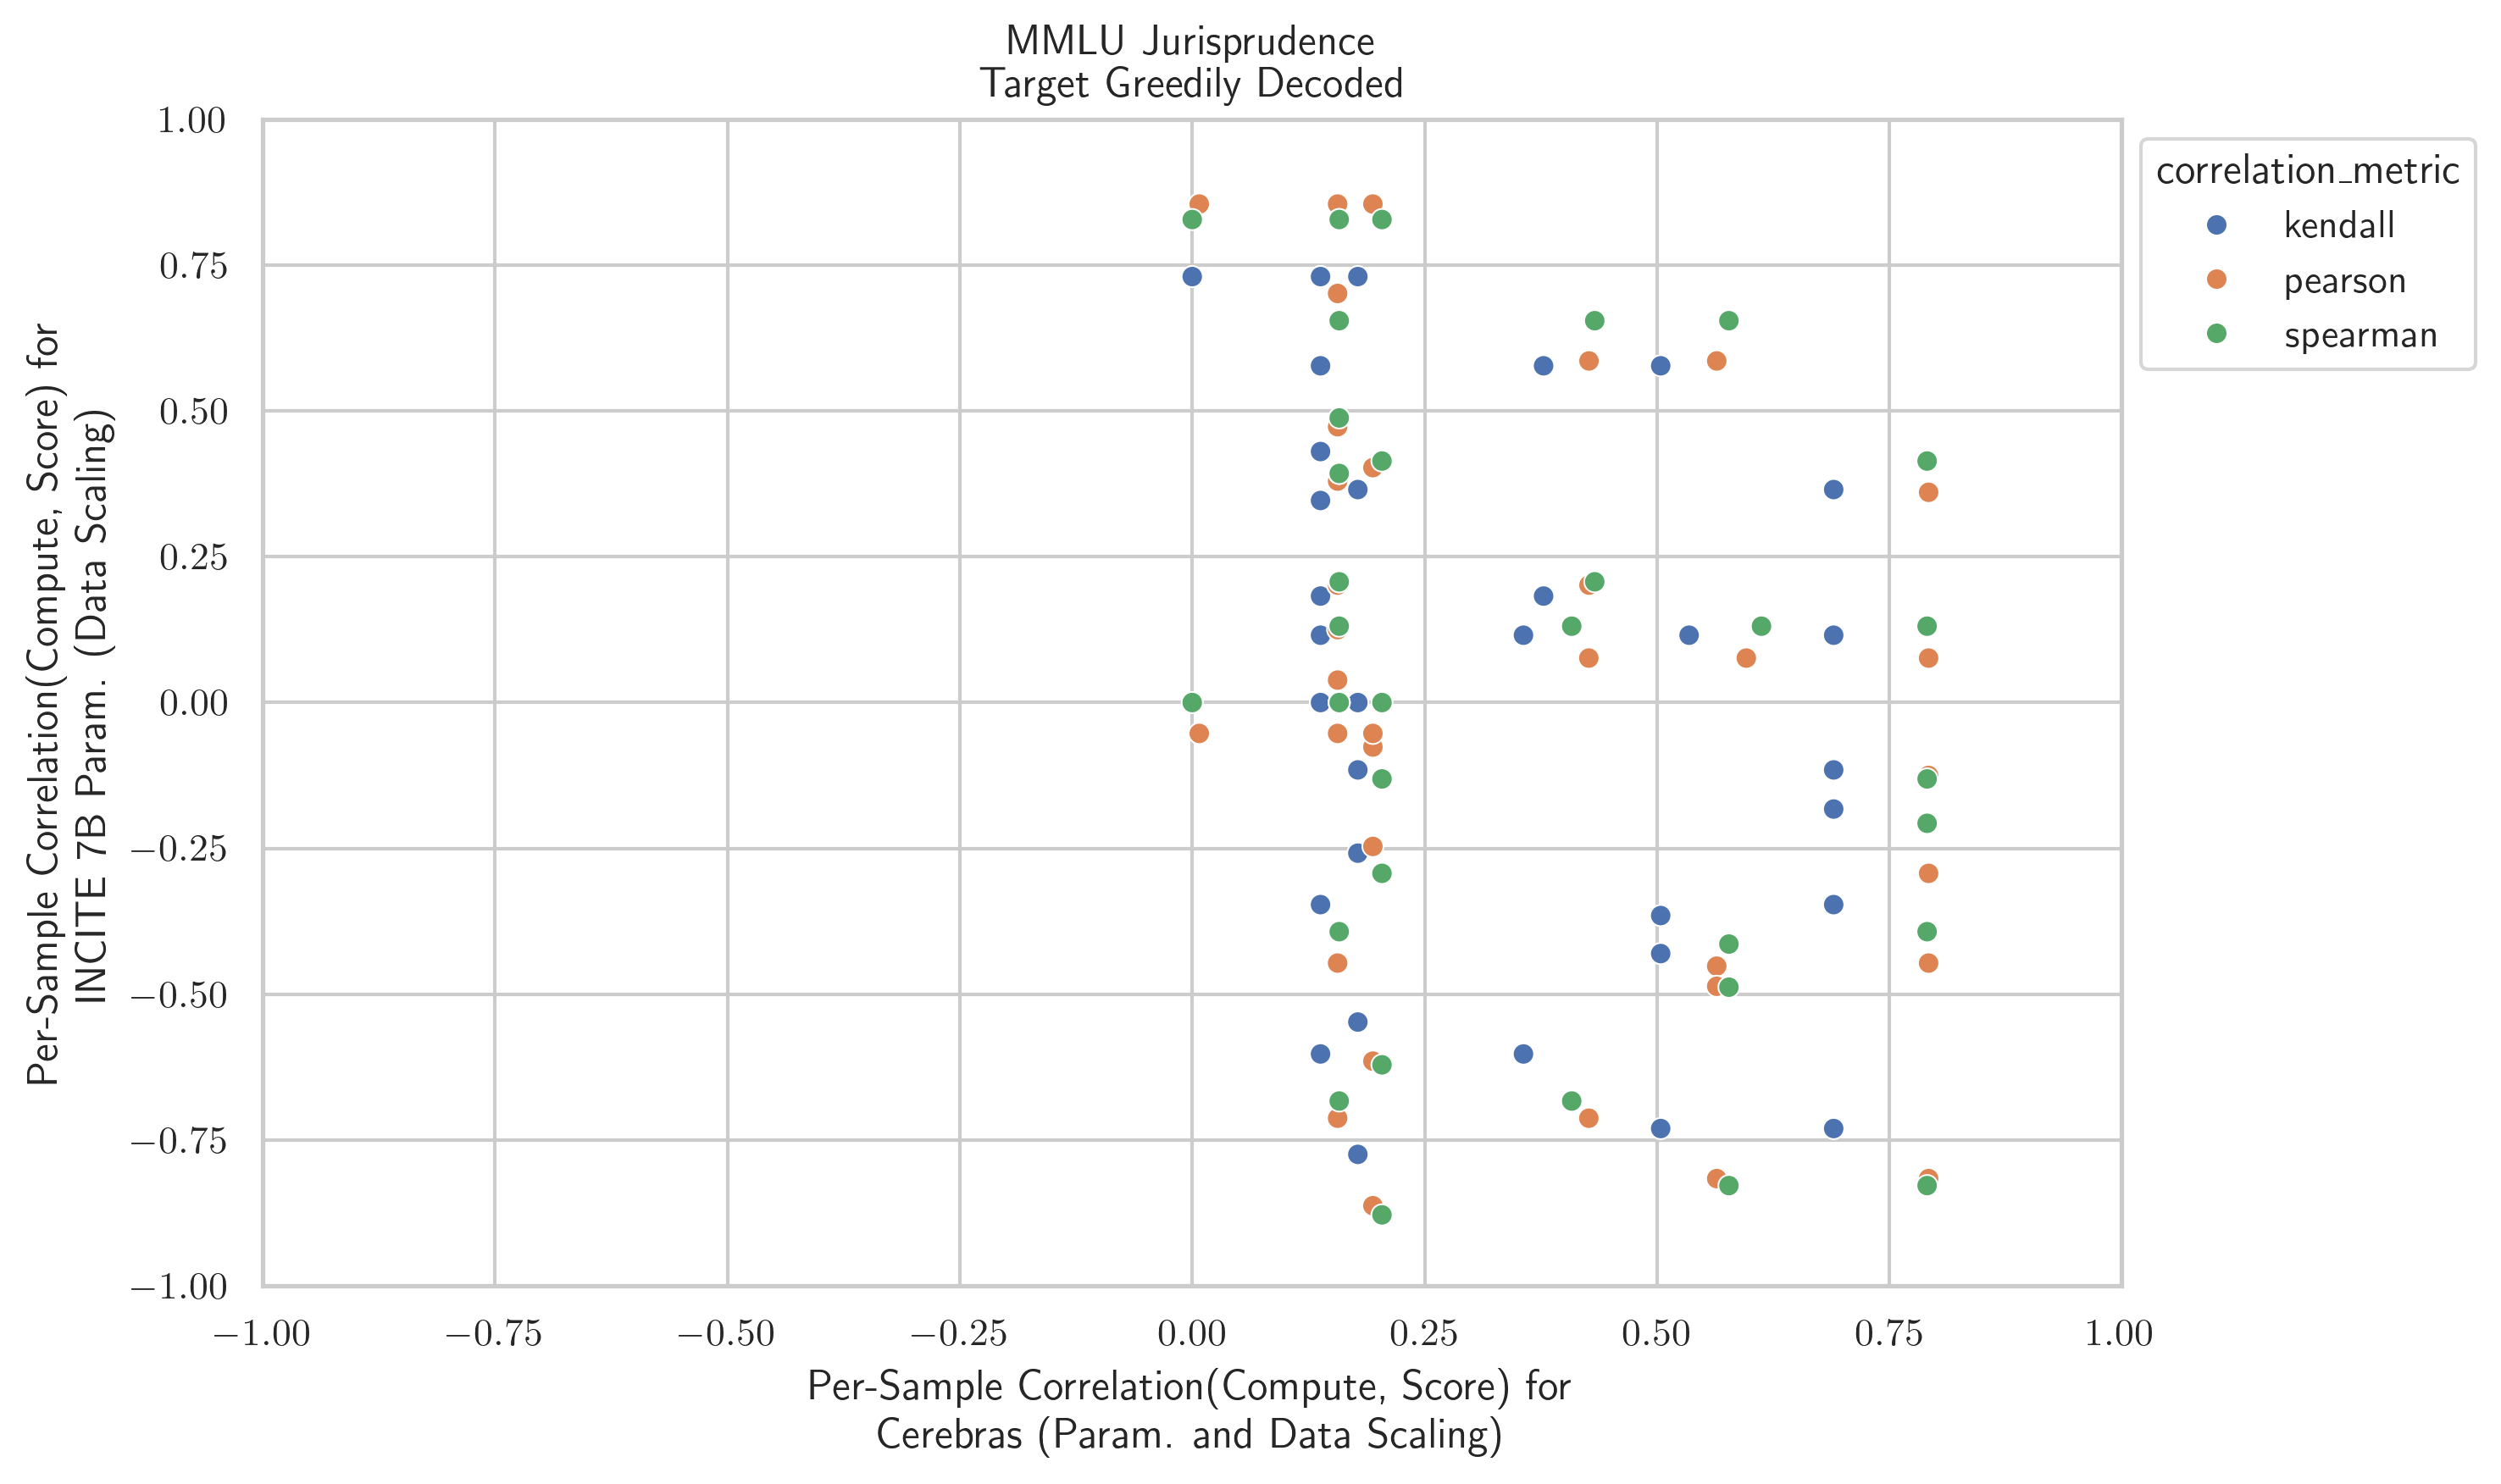 MMLU Jurisprudence
Target Greedily Decoded
1.00
0.75
0.50
0.25
0.00
−0.25
−0.50
−0.75
−1.00
Per-Sample Correlation(Compute, Score) for
INCITE 7B Param. (Data Scaling)
correlation_metric
kendall
pearson
spearman
−1.00 −0.75 −0.50 −0.25 0.00 0.25 0.50 0.75 1.00
Per-Sample Correlation(Compute, Score) for
Cerebras (Param. and Data Scaling)